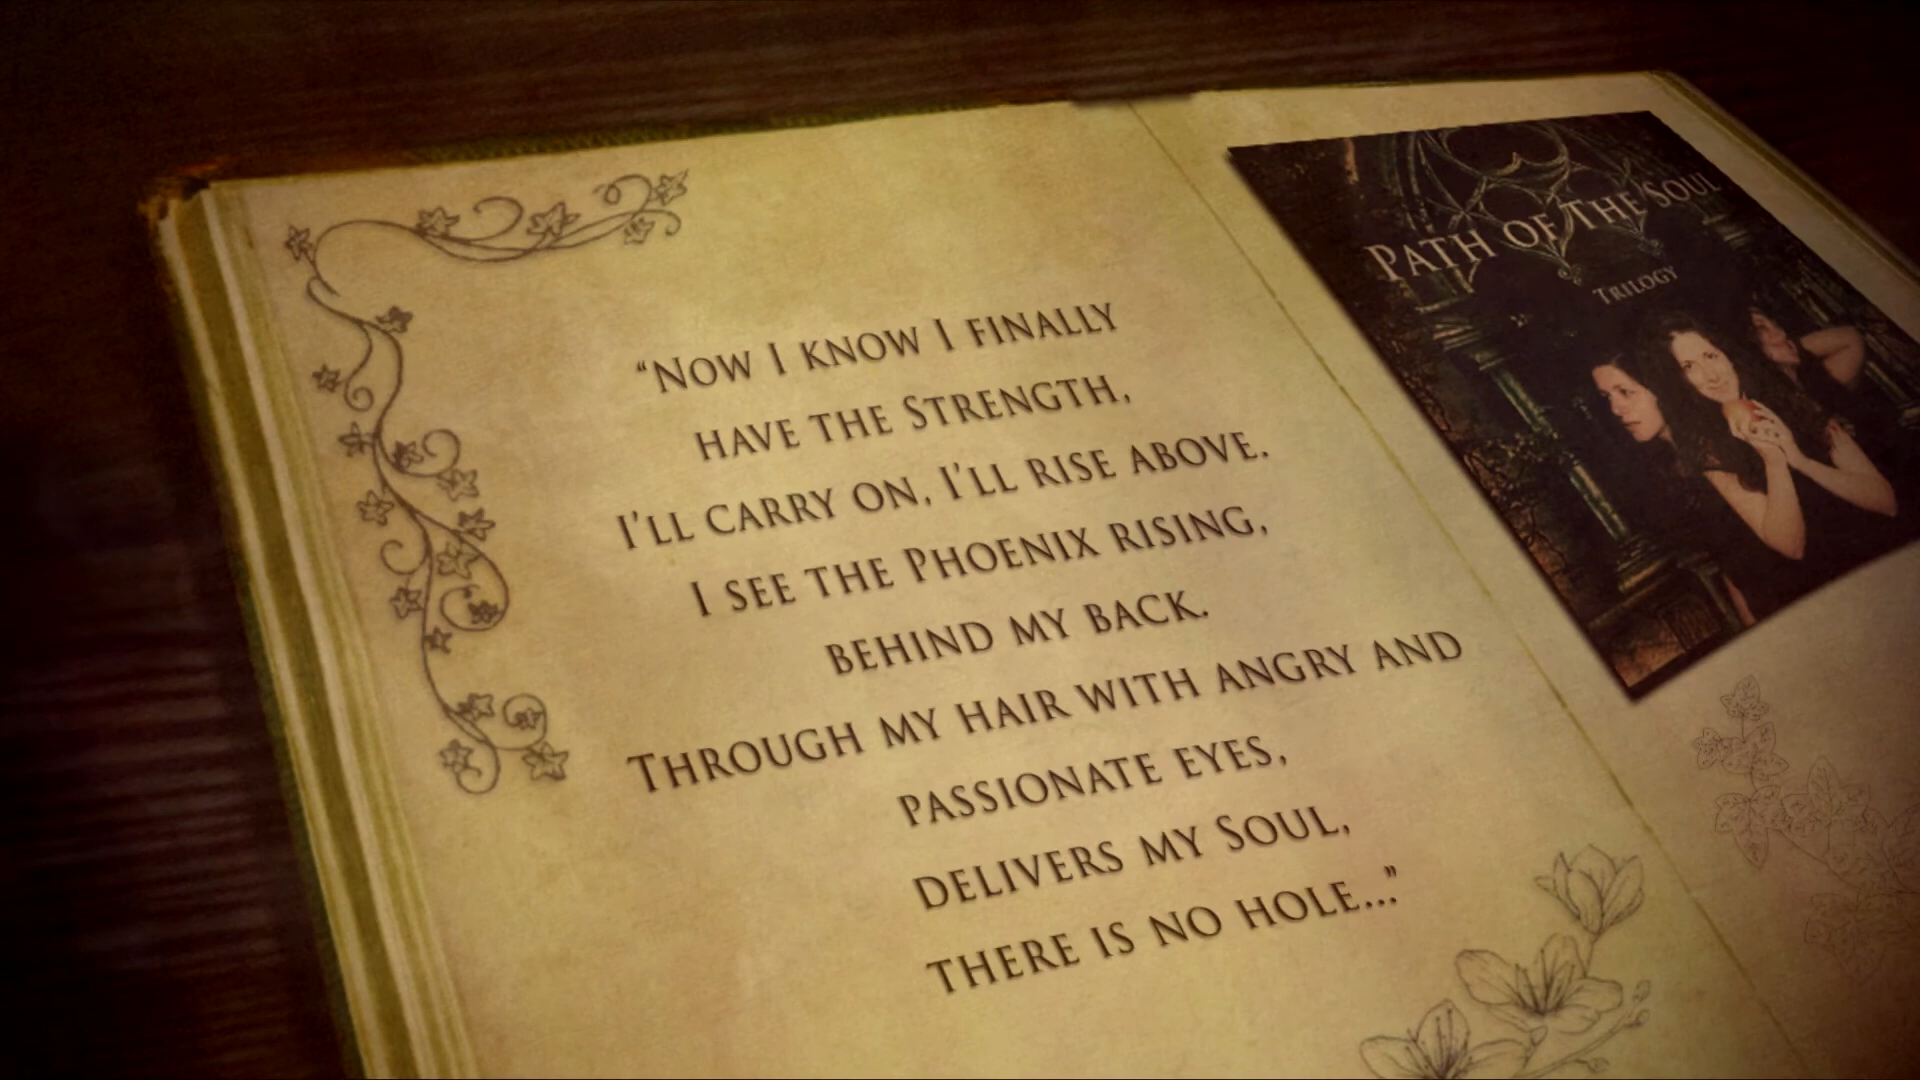 “Now I know I finally
have the Strength,
I’ll carry on, I’ll rise above.
I see the Phoenix rising,
behind my back.
Through my hair with angry and
passionate eyes,
delivers my Soul,
there is no hole...”
Path of The Soul
Trilogy